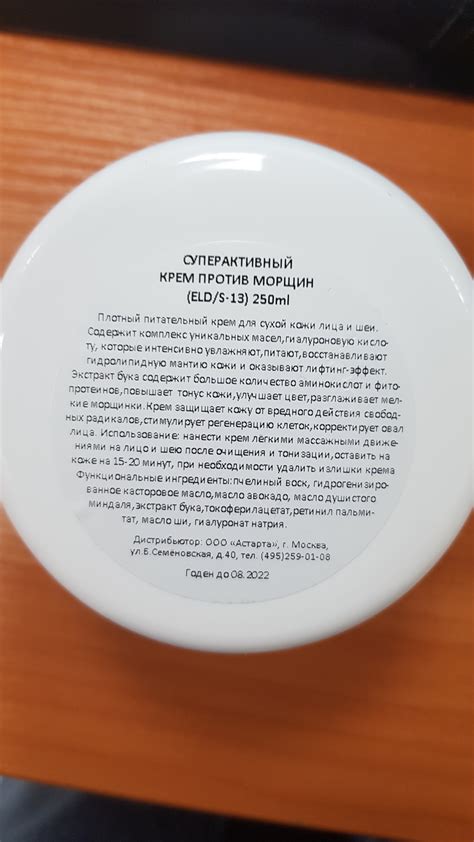 СУПЕРАКТИВНЫЙ
КРЕМ ПРОТИВ МОРЩИН
(ELD/S-13) 250ml
Плотный питательный крем для сухой кожи лица и шеи.
Содержит комплекс уникальных масел,гиалуроновую кисло-
ту, которые интенсивно увлажняют,питают,восстанавливают
гидролипидную мантию кожи и оказывают лифтинг-эффект.
Экстракт бука содержит большое количество аминокислот и фито-
протеинов,повышает тонус кожи,улучшает цвет,разглаживает мел-
кие морщинки. Крем защищает кожу от вредного действия свобод-
ных радикалов,стимулирует регенерацию клеток,корректирует овал
лица. Использование: нанести крем лёгкими массажными движе-
ниями на лицо и шею после очищения и тонизации,оставить на
коже на 15-20 минут, при необходимости удалить излишки крема
Функциональные ингредиенты:пчелиный воск, гидрогенизиро-
ванное касторовое масло,масло авокадо, масло душистого
миндаля,экстракт бука,токоферилацетат,ретинил пальми-
тат, масло ши, гиалуронат натрия.
Дистрибьютор: ООО «Астарта», г. Москва,
ул.Б.Семёновская, д.40, тел. (495)259-01-08
Годен до 08.2022